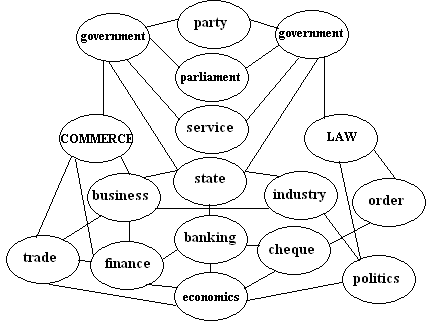 party
government
government
parliament
service
COMMERCE
LAW
state
business
industry
order
banking
cheque
trade
finance
politics
economics